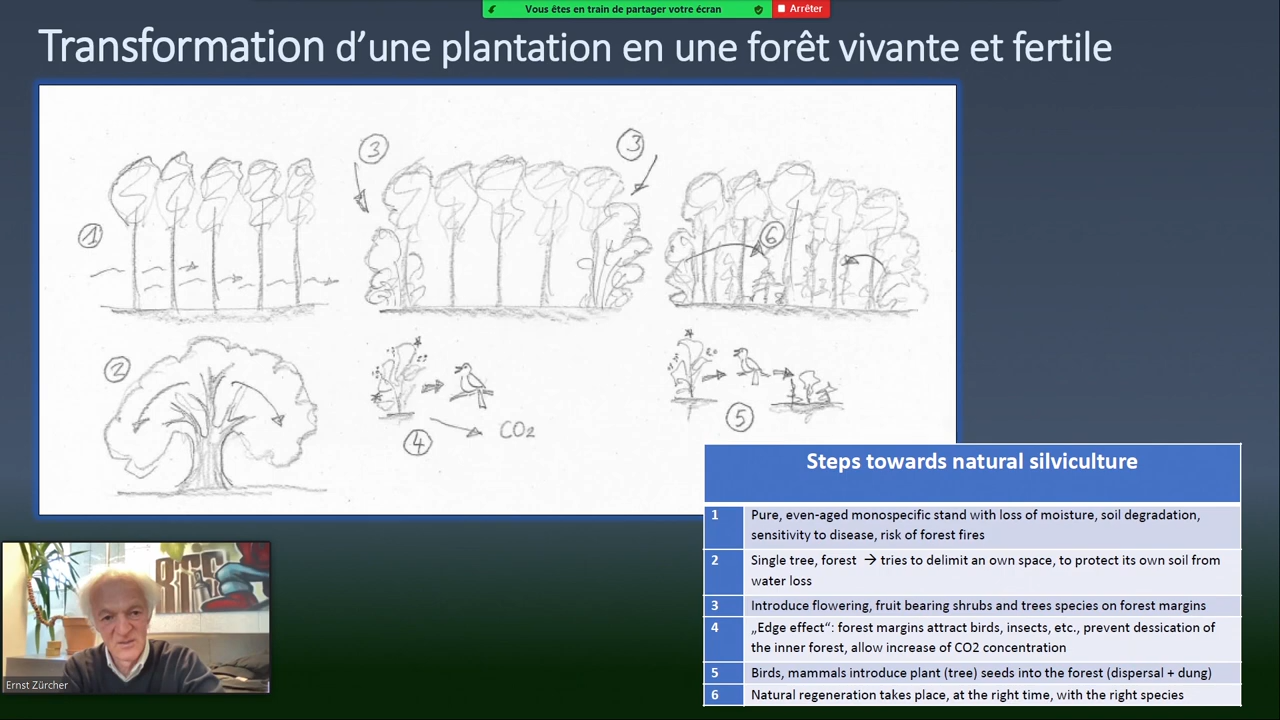 Vous êtes en train de partager votre écran
Arrêter
Transformation d’une plantation en une forêt vivante et fertile
3
3
1
6
2
CO2
4
5
Steps towards natural silviculture
1 Pure, even-aged monospecific stand with loss of moisture, soil degradation,
sensitivity to disease, risk of forest fires
2 Single tree, forest → tries to delimit an own space, to protect its own soil from
water loss
3 Introduce flowering, fruit bearing shrubs and trees species on forest margins
4 „Edge effect“: forest margins attract birds, insects, etc., prevent dessication of
the inner forest, allow increase of CO2 concentration
5 Birds, mammals introduce plant (tree) seeds into the forest (dispersal + dung)
6 Natural regeneration takes place, at the right time, with the right species
Ernst Zürcher